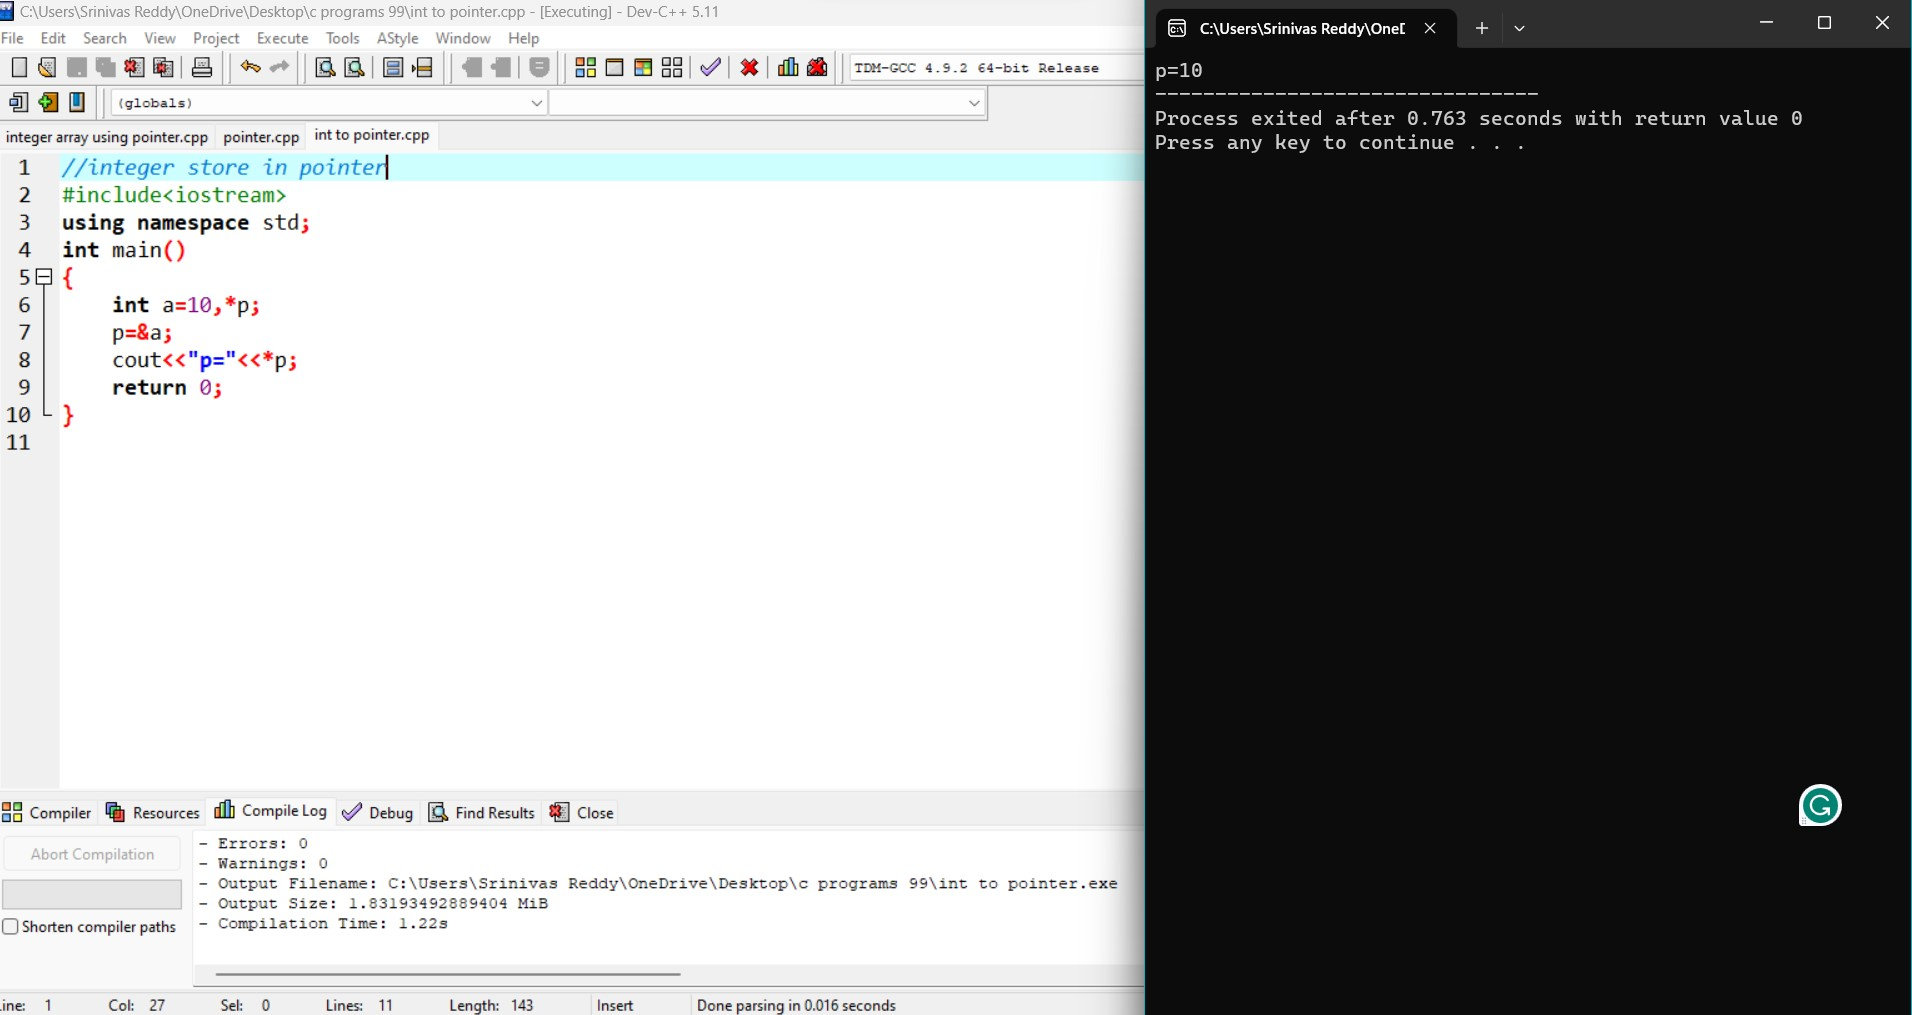 C:\Users\Srinivas Reddy\OneDrive\Desktop\c programs 99\int to pointer.cpp - [Executing] - Dev-C++ 5.11
File Edit Search View Project Execute Tools AStyle Window Help
TDM-GCC 4.9.2 64-bit Release
(globals)
integer array using pointer.cpp pointer.cpp int to pointer.cpp
1 //integer store in pointer
2 #include<iostream>
3 using namespace std;
4 int main()
5 {
6 int a=10,*p;
7 p=&a;
8 cout<<"p="<<*p;
9 return 0;
10 }
11
Compiler Resources Compile Log Debug Find Results Close
Abort Compilation
Shorten compiler paths
- Errors: 0
- Warnings: 0
- Output Filename: C:\Users\Srinivas Reddy\OneDrive\Desktop\c programs 99\int to pointer.exe
- Output Size: 1.83193492889404 MiB
- Compilation Time: 1.22s
ine: 1 Col: 27 Sel: 0 Lines: 11 Length: 143 Insert Done parsing in 0.016 seconds
C:\Users\Srinivas Reddy\OneD
p=10
--------------------------------
Process exited after 0.763 seconds with return value 0
Press any key to continue . . .